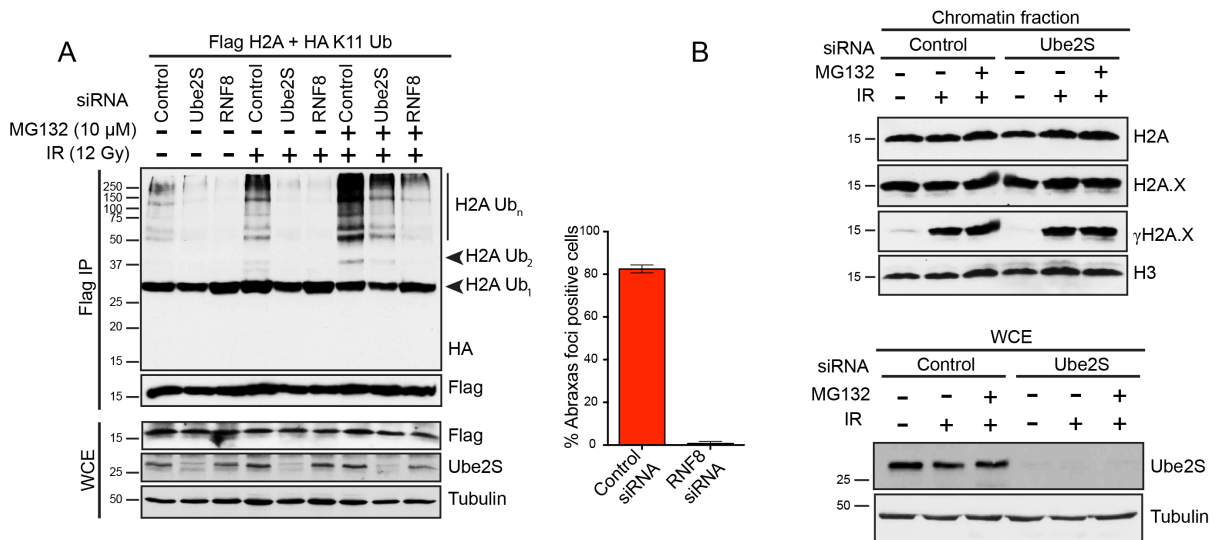 A
Flag H2A + HA K11 Ub
siRNA Control Ube2S RNF8 Control Ube2S RNF8 Control Ube2S RNF8
MG132 (10 µM) - - - - - - + + +
IR (12 Gy) - - - + + + + + +
Flag IP
250
150
100
75
50
37
25
20
15
H2A Ubn
H2A Ub2
H2A Ub1
HA
15 Flag
WCE
15 Flag
25 Ube2S
50 Tubulin
% Abraxas foci positive cells
100
80
60
40
20
0
Control siRNA
RNF8 siRNA
B
Chromatin fraction
siRNA Control Ube2S
MG132 - - + - - +
IR - + + - + +
15 H2A
15 H2A.X
15 γH2A.X
15 H3
WCE
siRNA Control Ube2S
MG132 - - + - - +
IR - + + - + +
25 Ube2S
50 Tubulin